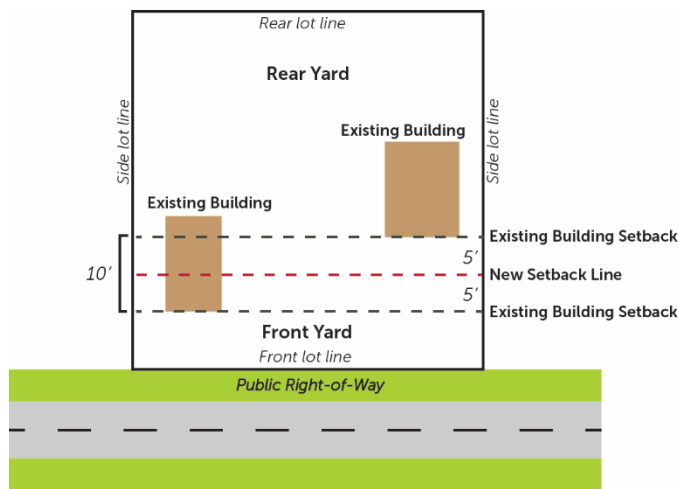 Rear lot line
Rear Yard
Side lot line
Side lot line
Existing Building
Existing Building
Existing Building Setback
5’
10’
New Setback Line
5’
Existing Building Setback
Front Yard
Front lot line
Public Right-of-Way